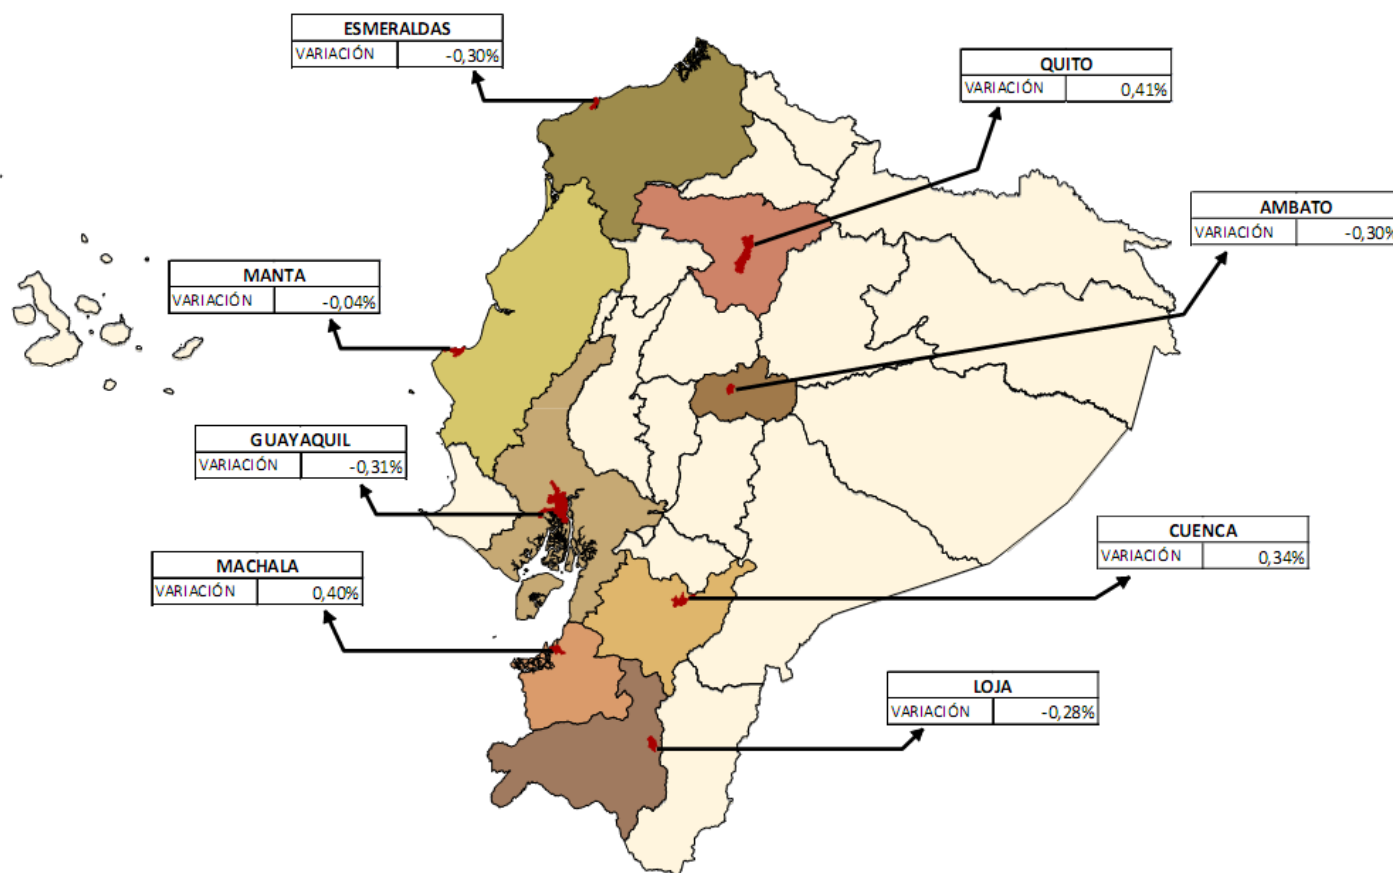 ESMERALDAS
VARIACIÓN -0,30%
QUITO
VARIACIÓN 0,41%
AMBATO
VARIACIÓN -0,30%
MANTA
VARIACIÓN -0,04%
GUAYAQUIL
VARIACIÓN -0,31%
CUENCA
VARIACIÓN 0,34%
MACHALA
VARIACIÓN 0,40%
LOJA
VARIACIÓN -0,28%